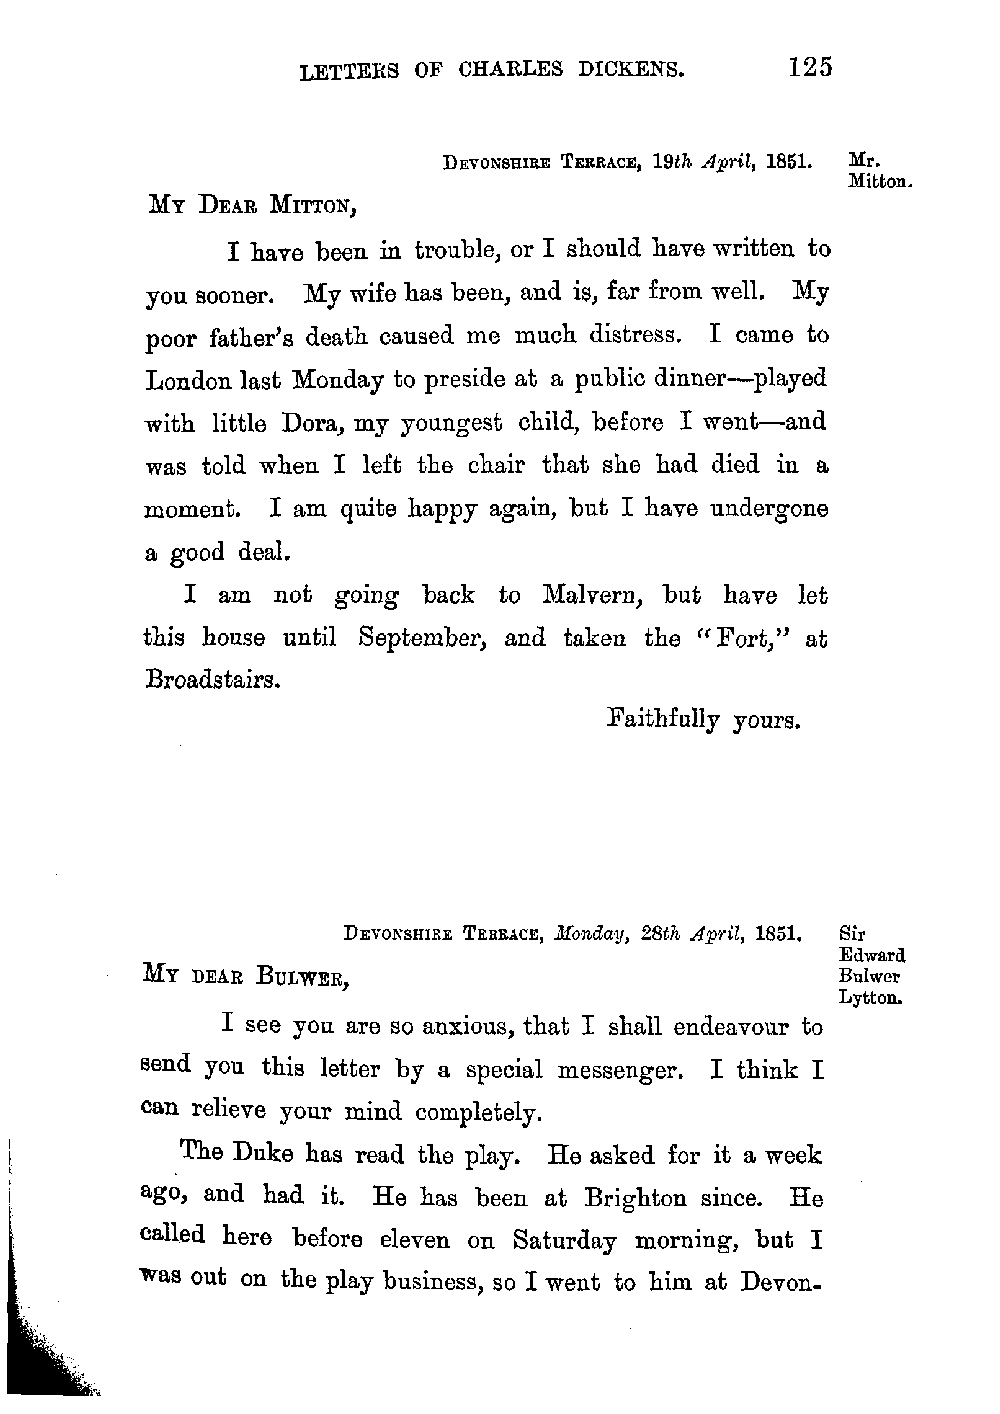 LETTERS OF CHARLES DICKENS. 125
DEVONSHIRE TERRACE, 19th April, 1851. Mr.
Mitton.
MY DEAR MITTON,
I have been in trouble, or I should have written to
you sooner. My wife has been, and is, far from well. My
poor father's death caused me much distress. I came to
London last Monday to preside at a public dinner—played
with little Dora, my youngest child, before I went—and
was told when I left the chair that she had died in a
moment. I am quite happy again, but I have undergone
a good deal.
I am not going back to Malvern, but have let
this house until September, and taken the "Fort," at
Broadstairs.
Faithfully yours.
DEVONSHIRE TERRACE, Monday, 28th April, 1851. Sir
Edward
Bulwer
Lytton.
MY DEAR BULWER,
I see you are so anxious, that I shall endeavour to
send you this letter by a special messenger. I think I
can relieve your mind completely.
The Duke has read the play. He asked for it a week
ago, and had it. He has been at Brighton since. He
called here before eleven on Saturday morning, but I
was out on the play business, so I went to him at Devon-